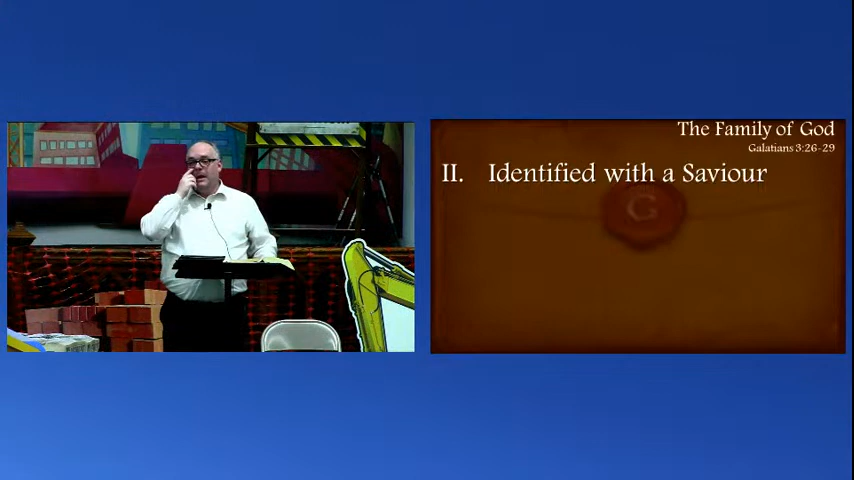 The Family of God
Galatians 3:26-29
II. Identified with a Saviour
G